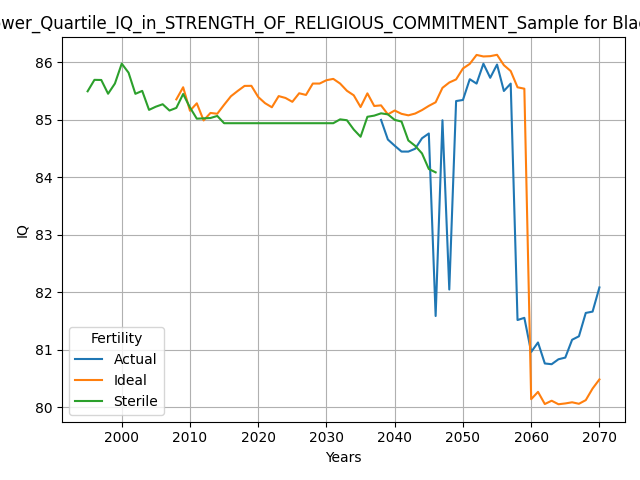 ower_Quartile_IQ_in_STRENGTH_OF_RELIGIOUS_COMMITMENT_Sample for Blac
86
85
84
83
82
81
80
IQ
Fertility
Actual
Ideal
Sterile
2000 2010 2020 2030 2040 2050 2060 2070
Years